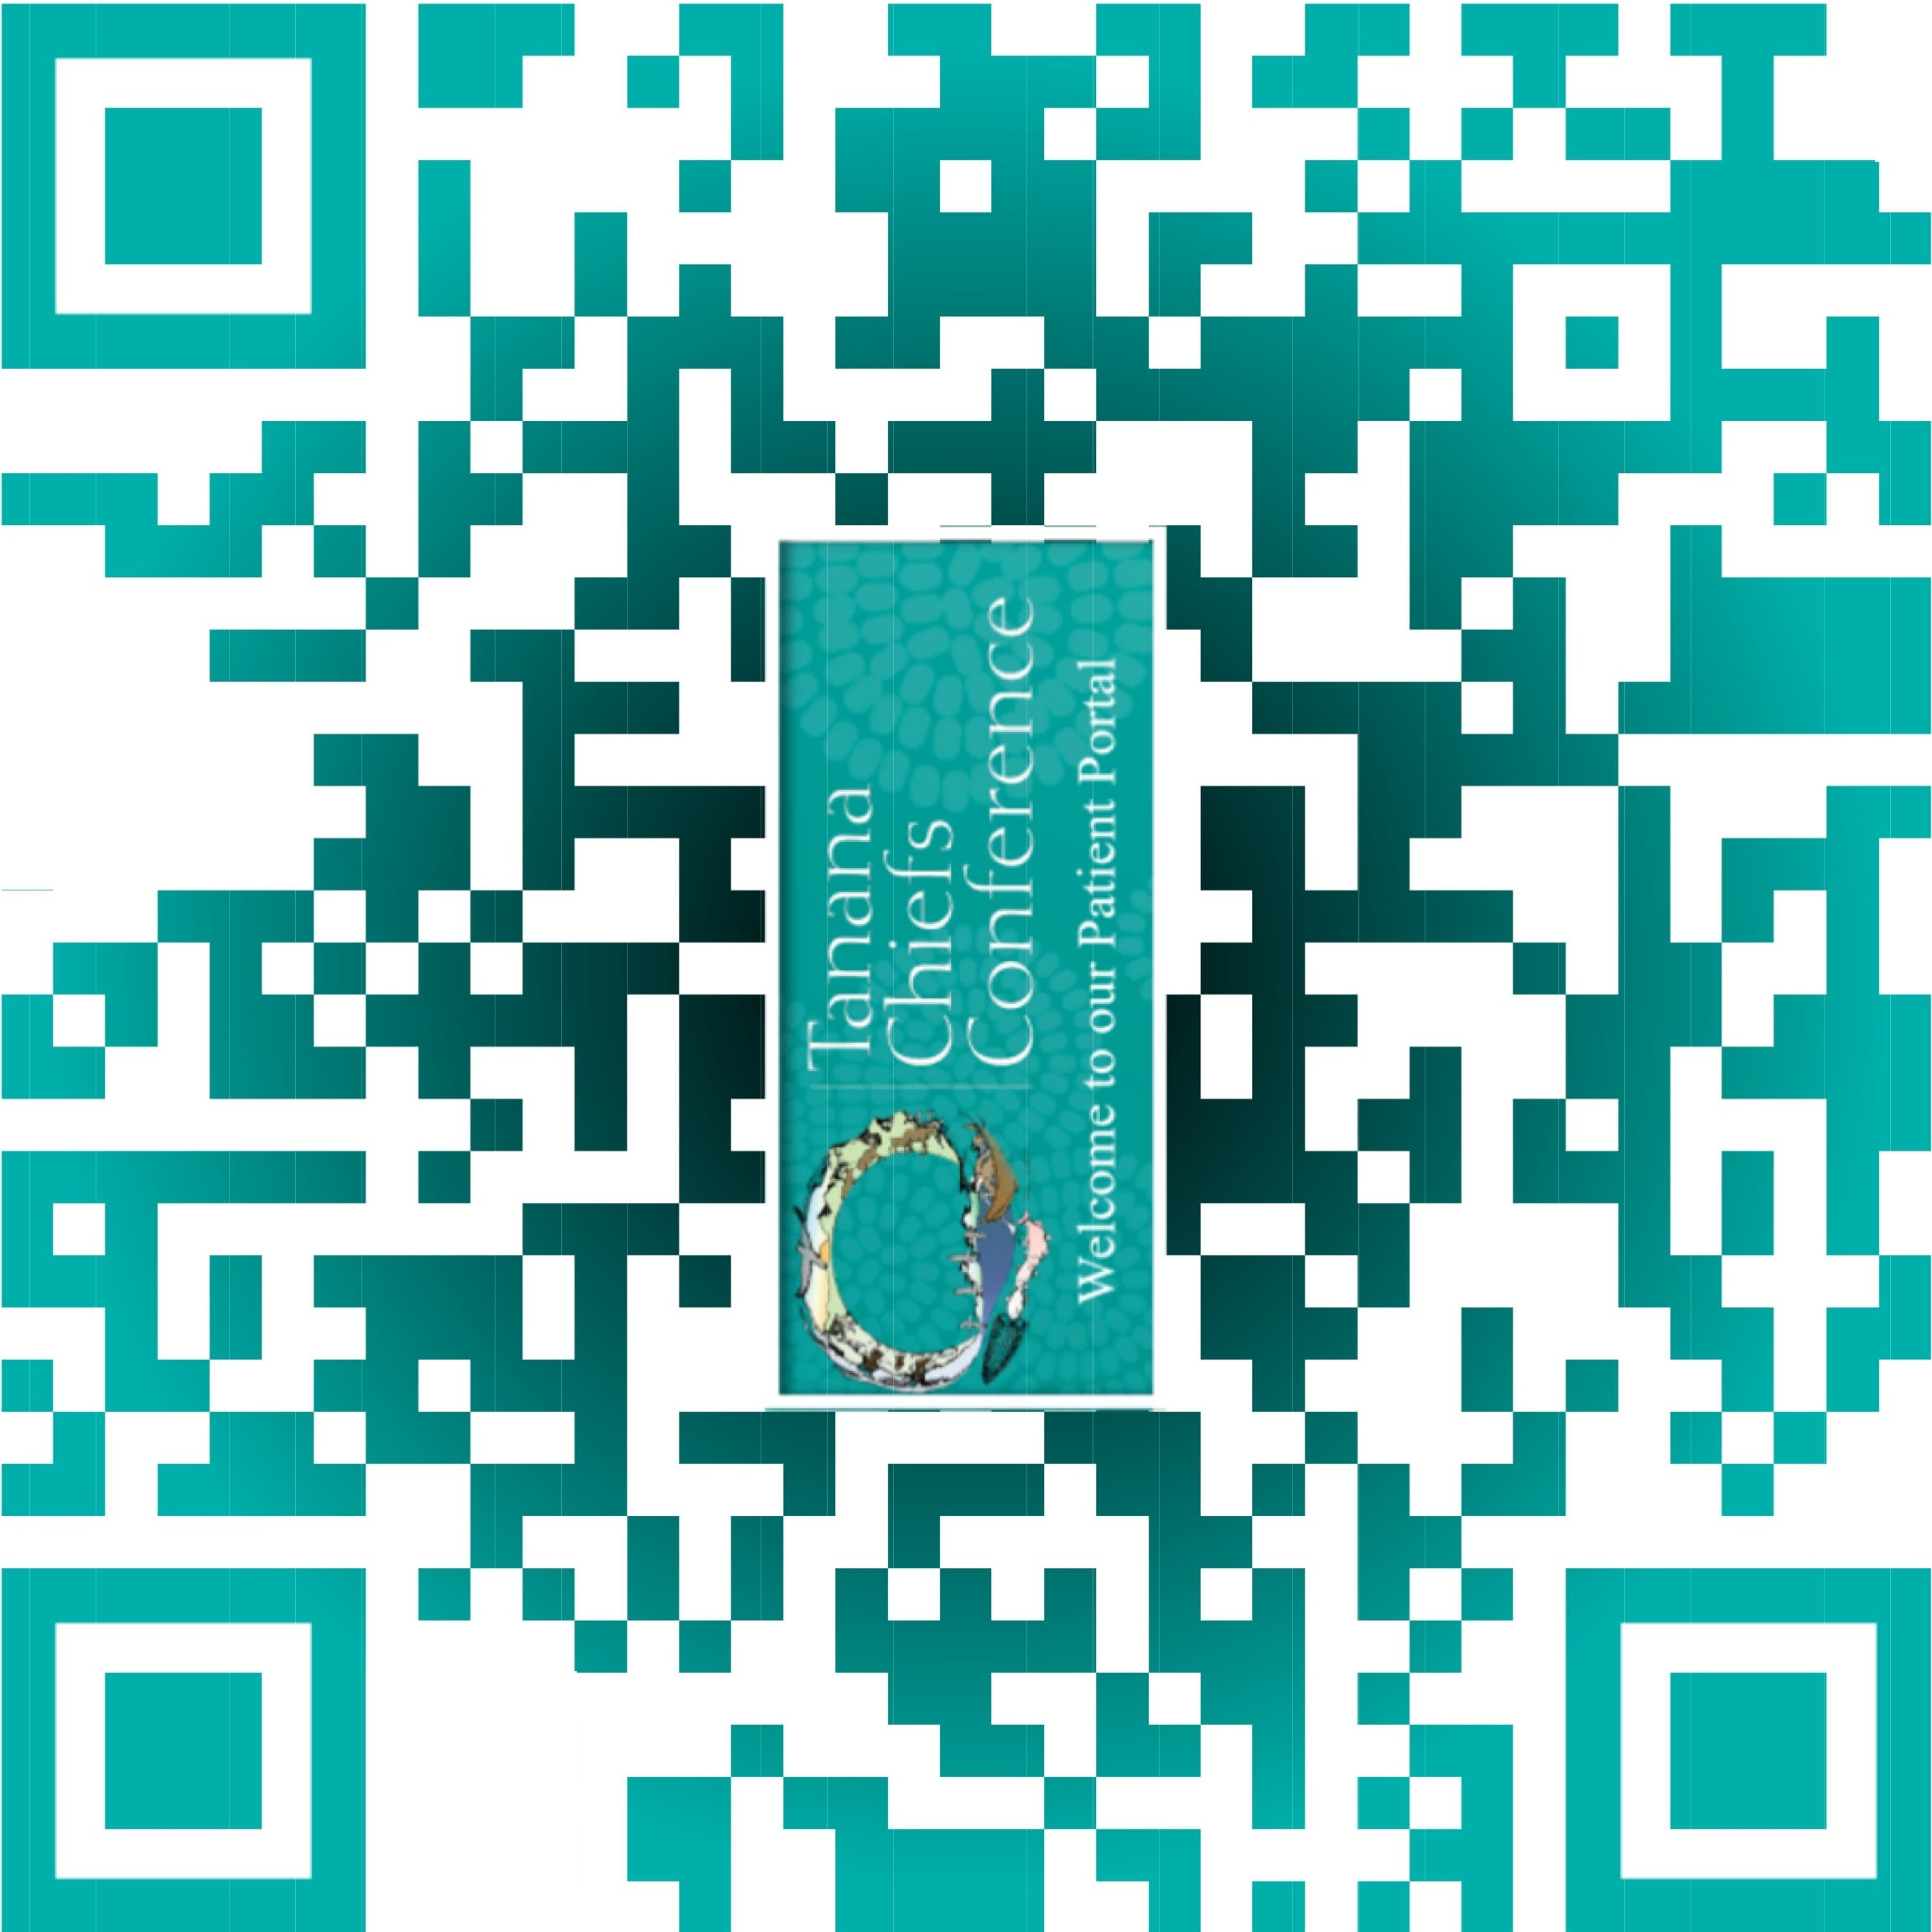 Tanana
Chiefs
Conference
Welcome to our Patient Portal